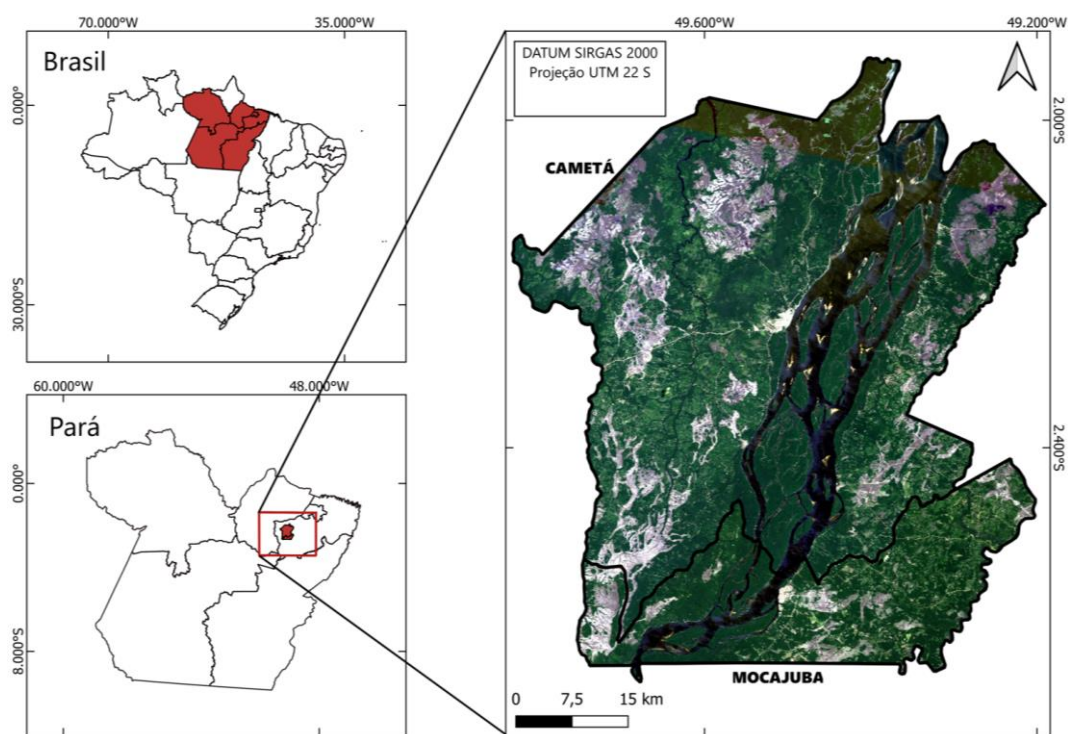 70.000°W
35.000°W
Brasil
0.000°
30.000°S
60.000°W
48.000°W
Pará
0.000°
8.000°S
49.600°W
49.200°W
DATUM SIRGAS 2000
Projeção UTM 22 S
2.000°S
CAMETÁ
2.400°S
MOCAJUBA
0 7,5 15 km